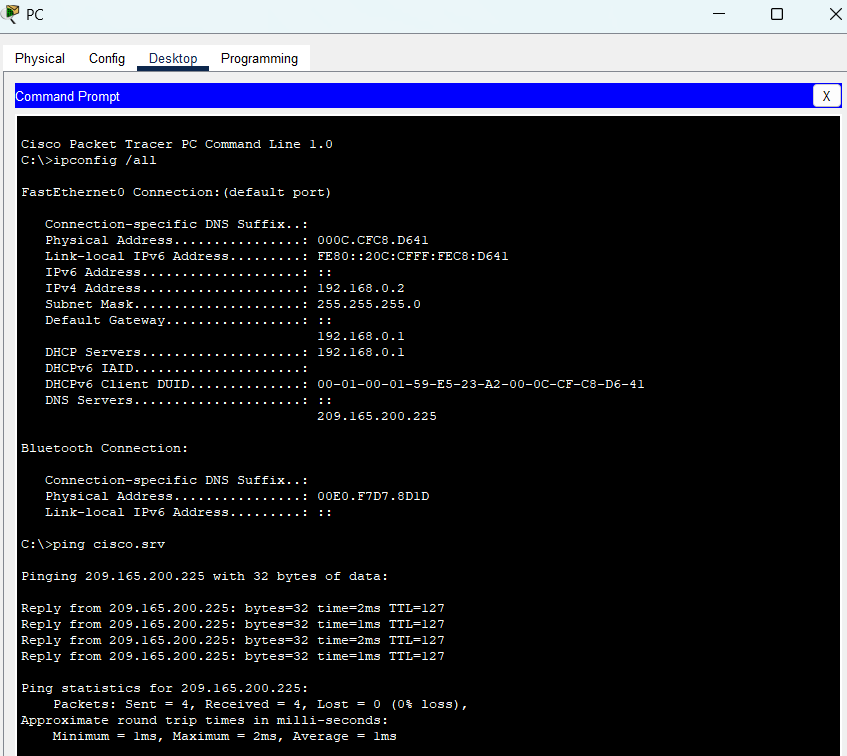 PC
Physical Config Desktop Programming
Command Prompt
X
Cisco Packet Tracer PC Command Line 1.0
C:\>ipconfig /all
FastEthernet0 Connection:(default port)
Connection-specific DNS Suffix..:
Physical Address................: 000C.CFC8.D641
Link-local IPv6 Address.........: FE80::20C:CFFF:FEC8:D641
IPv6 Address....................: ::
IPv4 Address....................: 192.168.0.2
Subnet Mask.....................: 255.255.255.0
Default Gateway.................: ::
192.168.0.1
DHCP Servers....................: 192.168.0.1
DHCPv6 IAID.....................:
DHCPv6 Client DUID..............: 00-01-00-01-59-E5-23-A2-00-0C-CF-C8-D6-41
DNS Servers.....................: ::
209.165.200.225
Bluetooth Connection:
Connection-specific DNS Suffix..:
Physical Address................: 00E0.F7D7.8D1D
Link-local IPv6 Address.........: ::
C:\>ping cisco.srv
Pinging 209.165.200.225 with 32 bytes of data:
Reply from 209.165.200.225: bytes=32 time=2ms TTL=127
Reply from 209.165.200.225: bytes=32 time=1ms TTL=127
Reply from 209.165.200.225: bytes=32 time=2ms TTL=127
Reply from 209.165.200.225: bytes=32 time=1ms TTL=127
Ping statistics for 209.165.200.225:
Packets: Sent = 4, Received = 4, Lost = 0 (0% loss),
Approximate round trip times in milli-seconds:
Minimum = 1ms, Maximum = 2ms, Average = 1ms